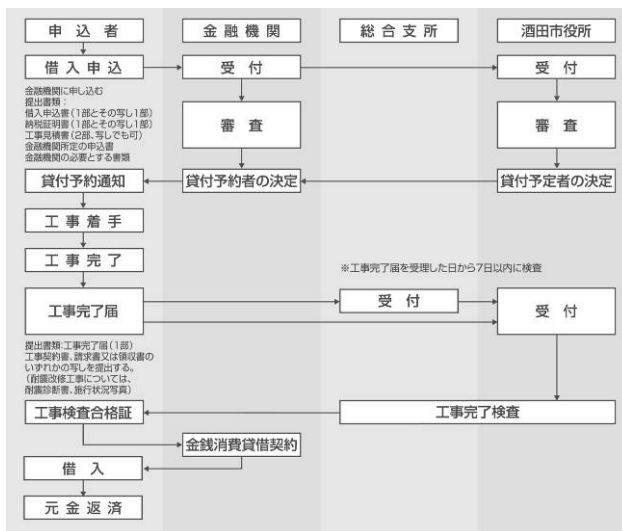 申込者
金融機関
総合支所
酒田市役所
借入申込
受付
受付
金融機関に申し込む
提出書類：
借入申込書（1部とその写し1部）
納税証明書（1部とその写し1部）
工事見積書（2部、写しでも可）
金融機関所定の申込書
金融機関の必要とする書類
審査
審査
貸付予約通知
貸付予約者の決定
貸付予定者の決定
工事着手
工事完了
※工事完了届を受理した日から7日以内に検査
工事完了届
受付
受付
提出書類：工事完了届（1部）
工事契約書、請求書又は領収書の
いずれかの写しを提出する。
（耐震改修工事については、
耐震診断書、施行状況写真）
工事検査合格証
工事完了検査
金銭消費貸借契約
借入
元金返済